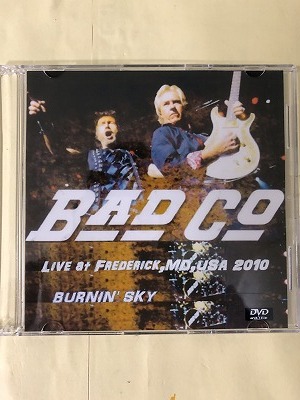 BAD CO
LIVE at FREDERICK,MD,USA 2010
BURNIN' SKY
DVD